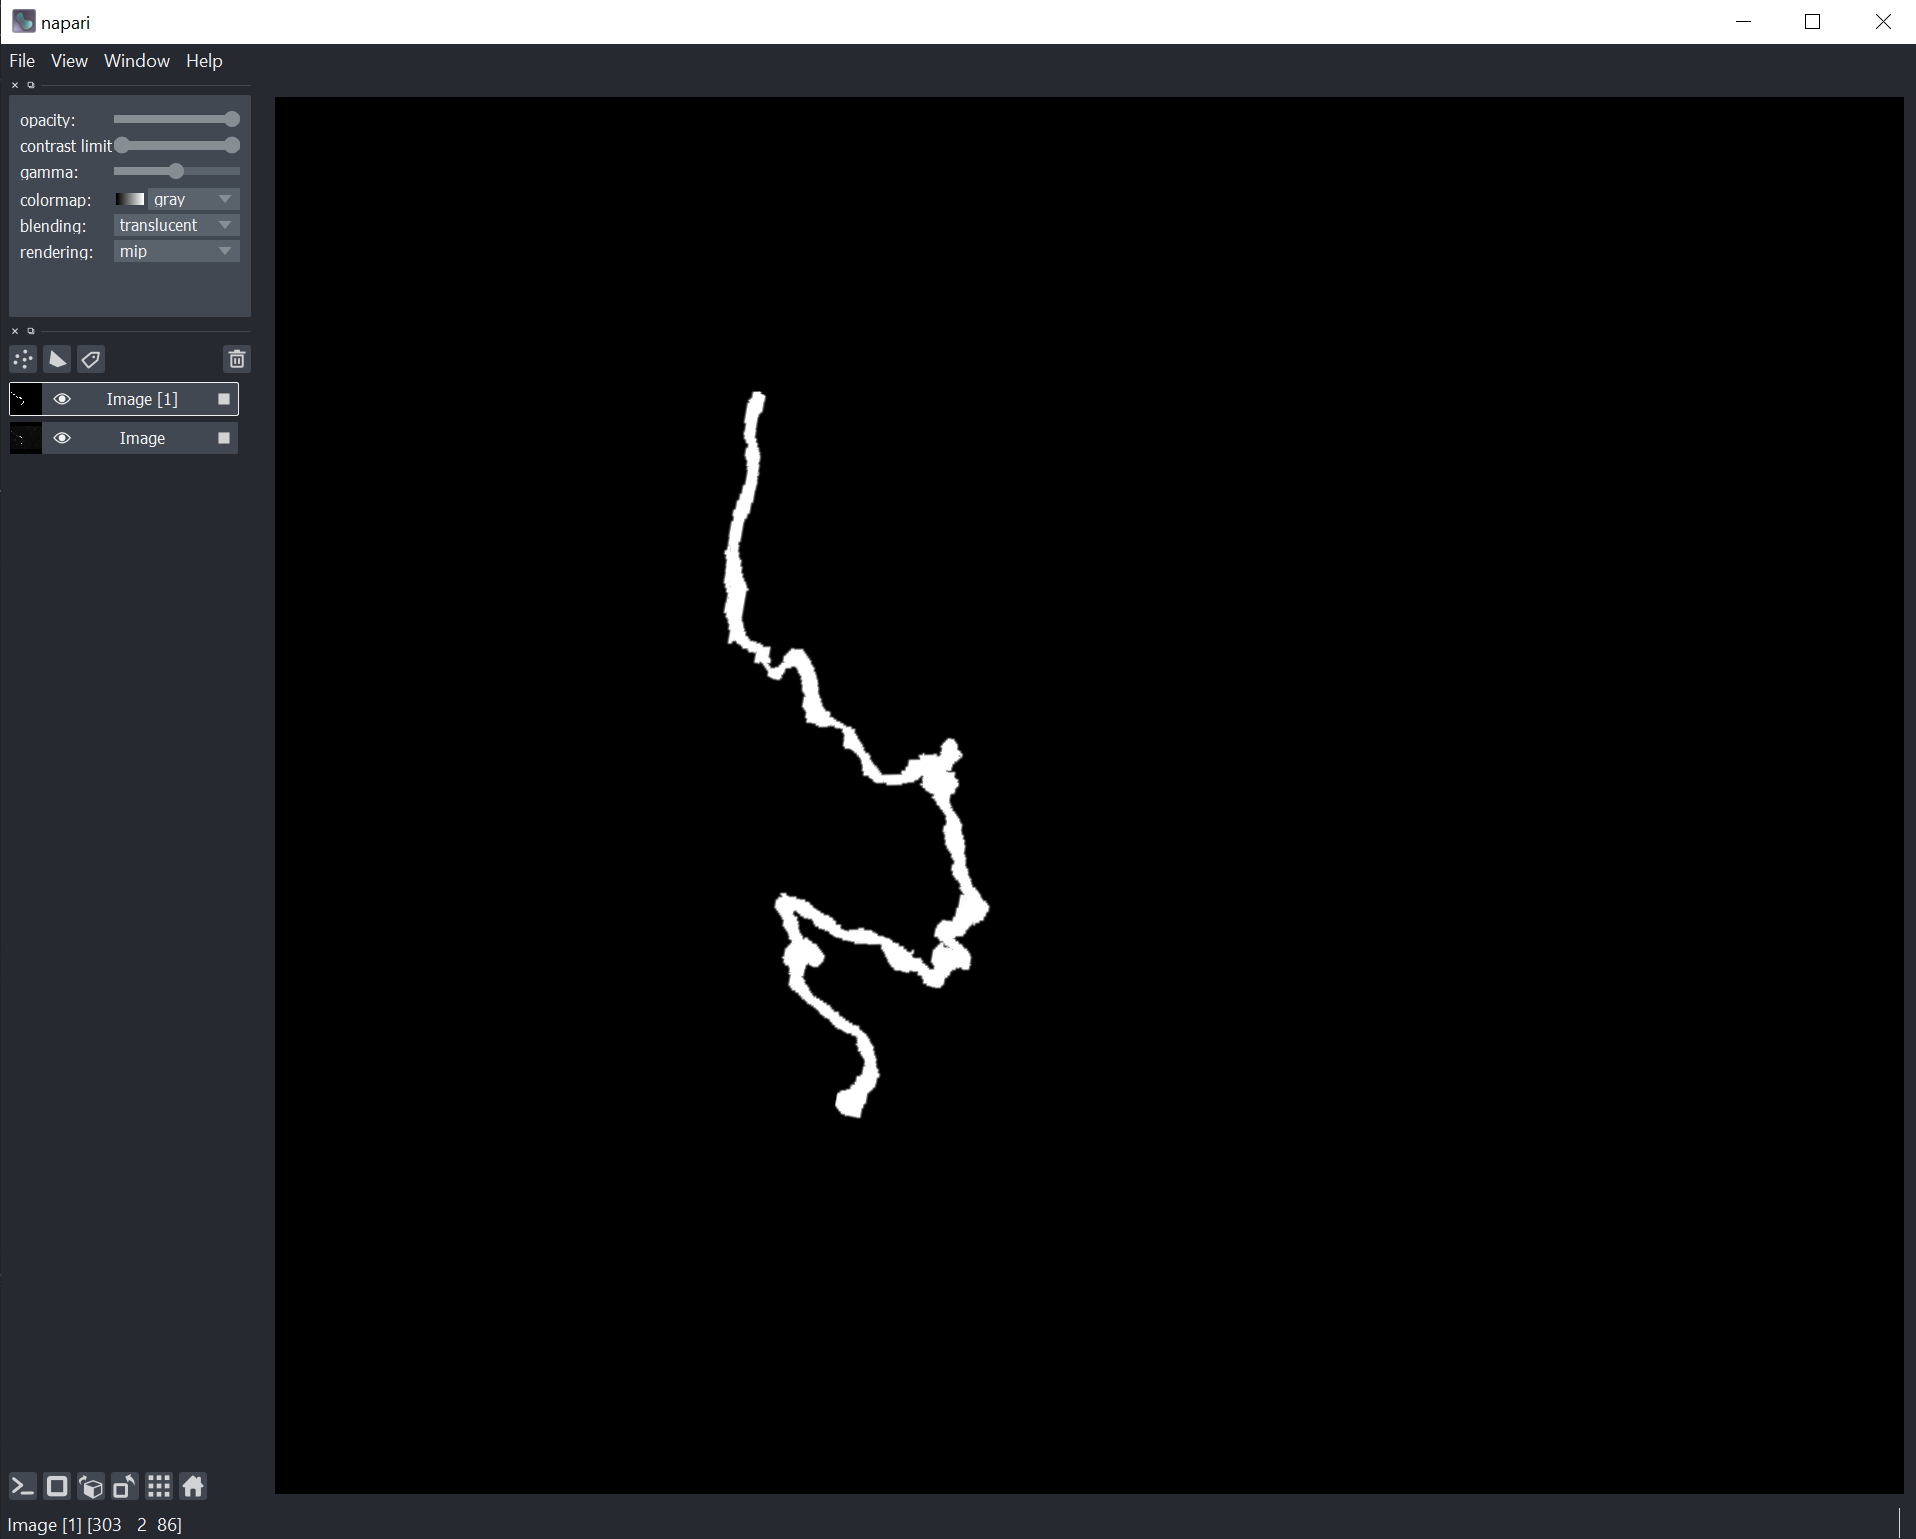 napari
File View Window Help
opacity:
contrast limit
gamma:
colormap: gray
blending: translucent
rendering: mip
Image [1]
Image
Image [1] [303 2 86]